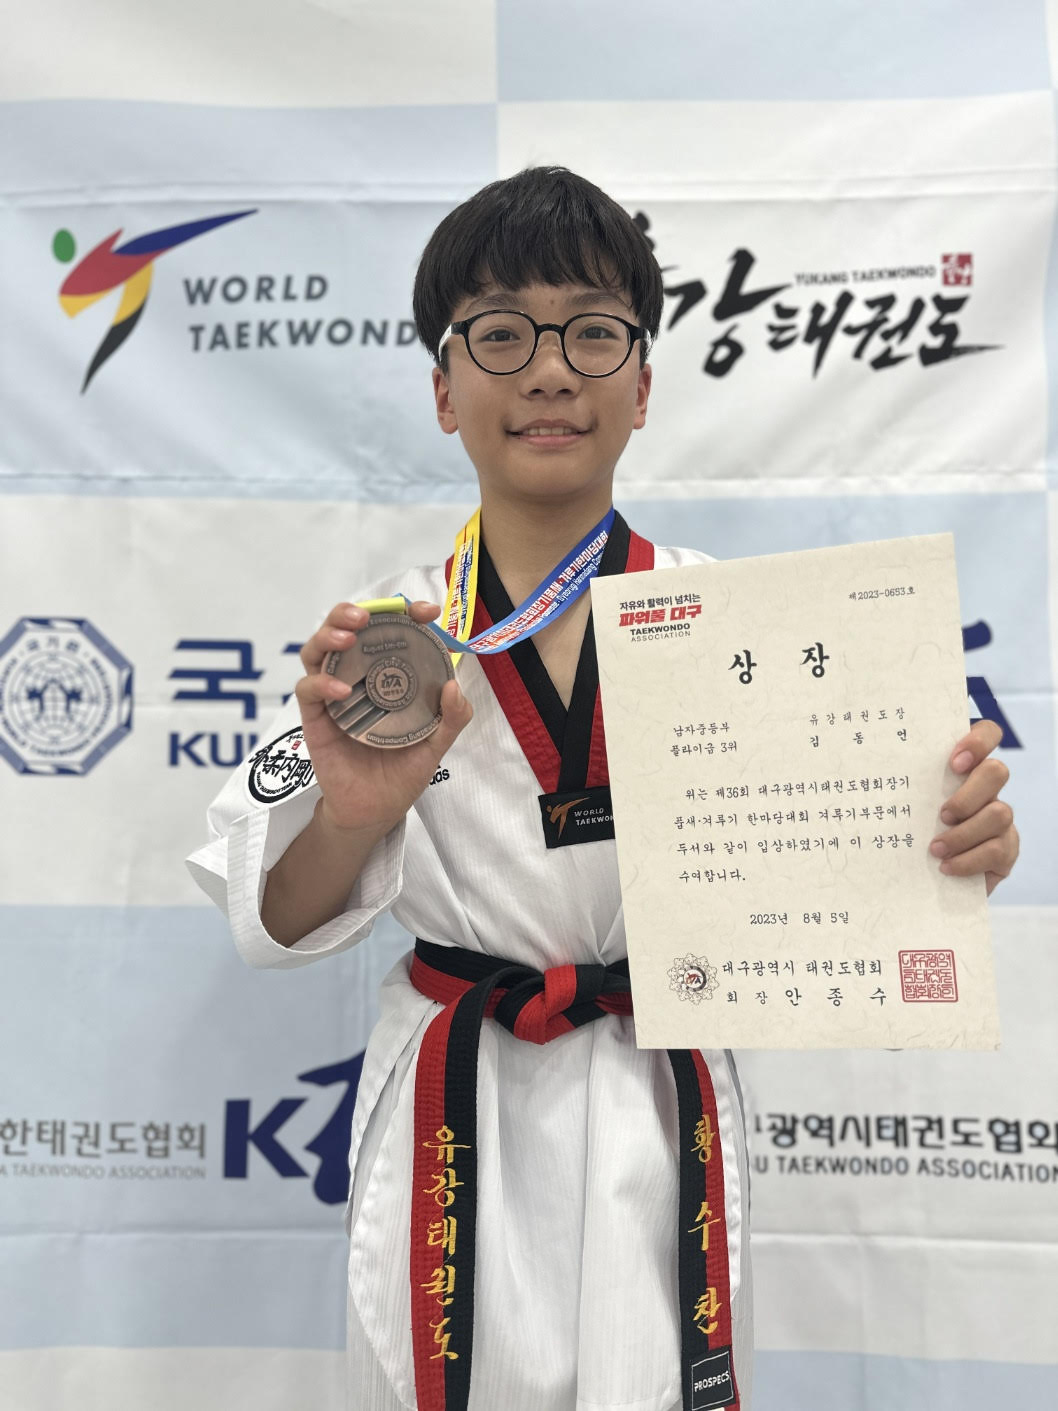 WORLD
TAEKWOND
강태권도
YUKANG TAEKWONDO
국기원
국
KU
자유와 활력이 넘치는
파워풀 대구
TAEKWONDO
ASSOCIATION
제2023-0653호
상 장
남자중등부
플라이급 3위
유강태권도장
김동언
위는 제36회 대구광역시태권도협회장기
품새·겨루기 한마당대회 겨루기부문에서
두서와 같이 입상하였기에 이 상장을
수여합니다.
2023년 8월 5일
대구광역시 태권도협회
회장 안종수
WORLD
TAEKWON
한태권도협회
A TAEKWONDO ASSOCIATION
K
광역시태권도협회
U TAEKWONDO ASSOCIATION
유강태권도
황수찬
PROSPECS